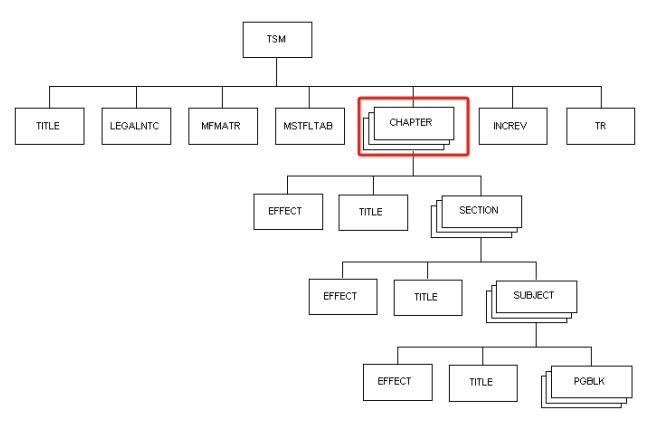 TSM
TITLE
LEGALNTC
MFMATR
MSTFLTAB
CHAPTER
INCREV
TR
EFFECT
TITLE
SECTION
EFFECT
TITLE
SUBJECT
EFFECT
TITLE
PGBLK